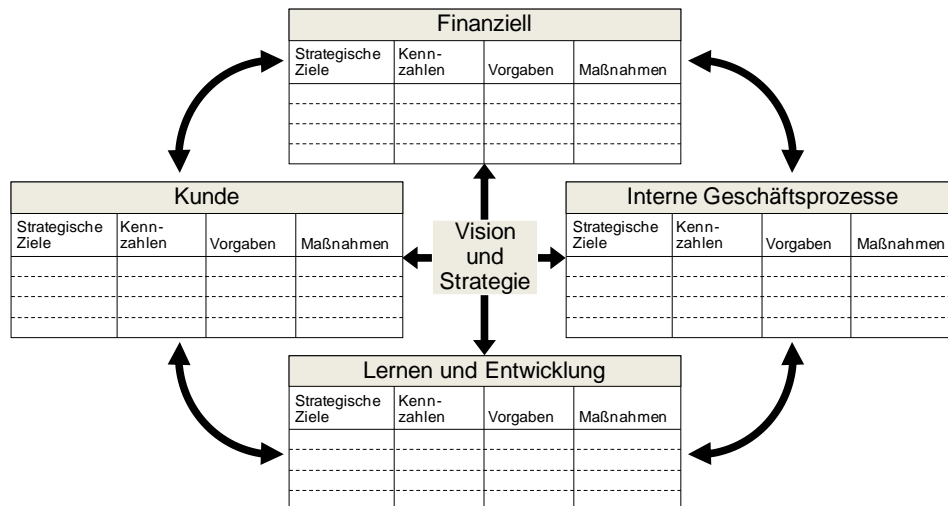 Finanziell
Strategische Ziele
Kenn-
zahlen
Vorgaben
Maßnahmen
Kunde
Strategische
Ziele
Kenn-
zahlen
Vorgaben
Maßnahmen
Vision
und
Strategie
Interne Geschäftsprozesse
Strategische
Ziele
Kenn-
zahlen
Vorgaben
Maßnahmen
Lernen und Entwicklung
Strategische
Ziele
Kenn-
zahlen
Vorgaben
Maßnahmen